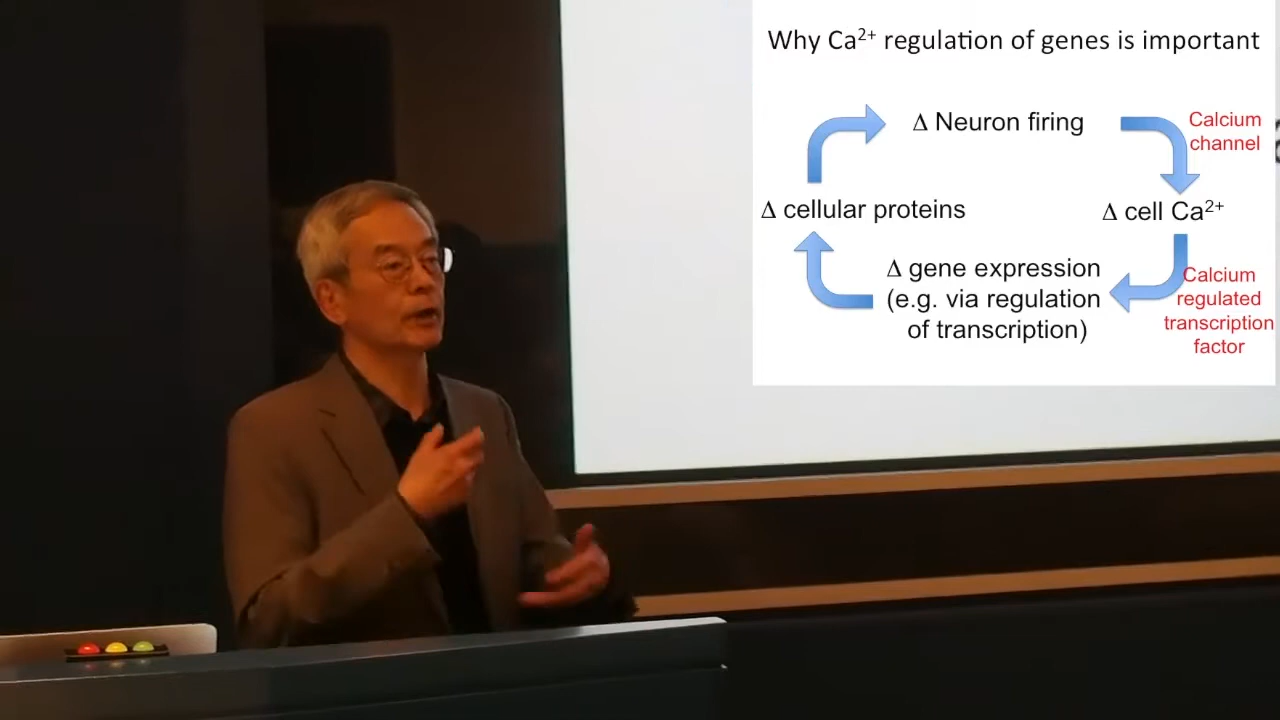 Why Ca²⁺ regulation of genes is important
Δ Neuron firing
Calcium
channel
Δ cellular proteins
Δ cell Ca²⁺
Δ gene expression
(e.g. via regulation
of transcription)
Calcium
regulated
transcription
factor